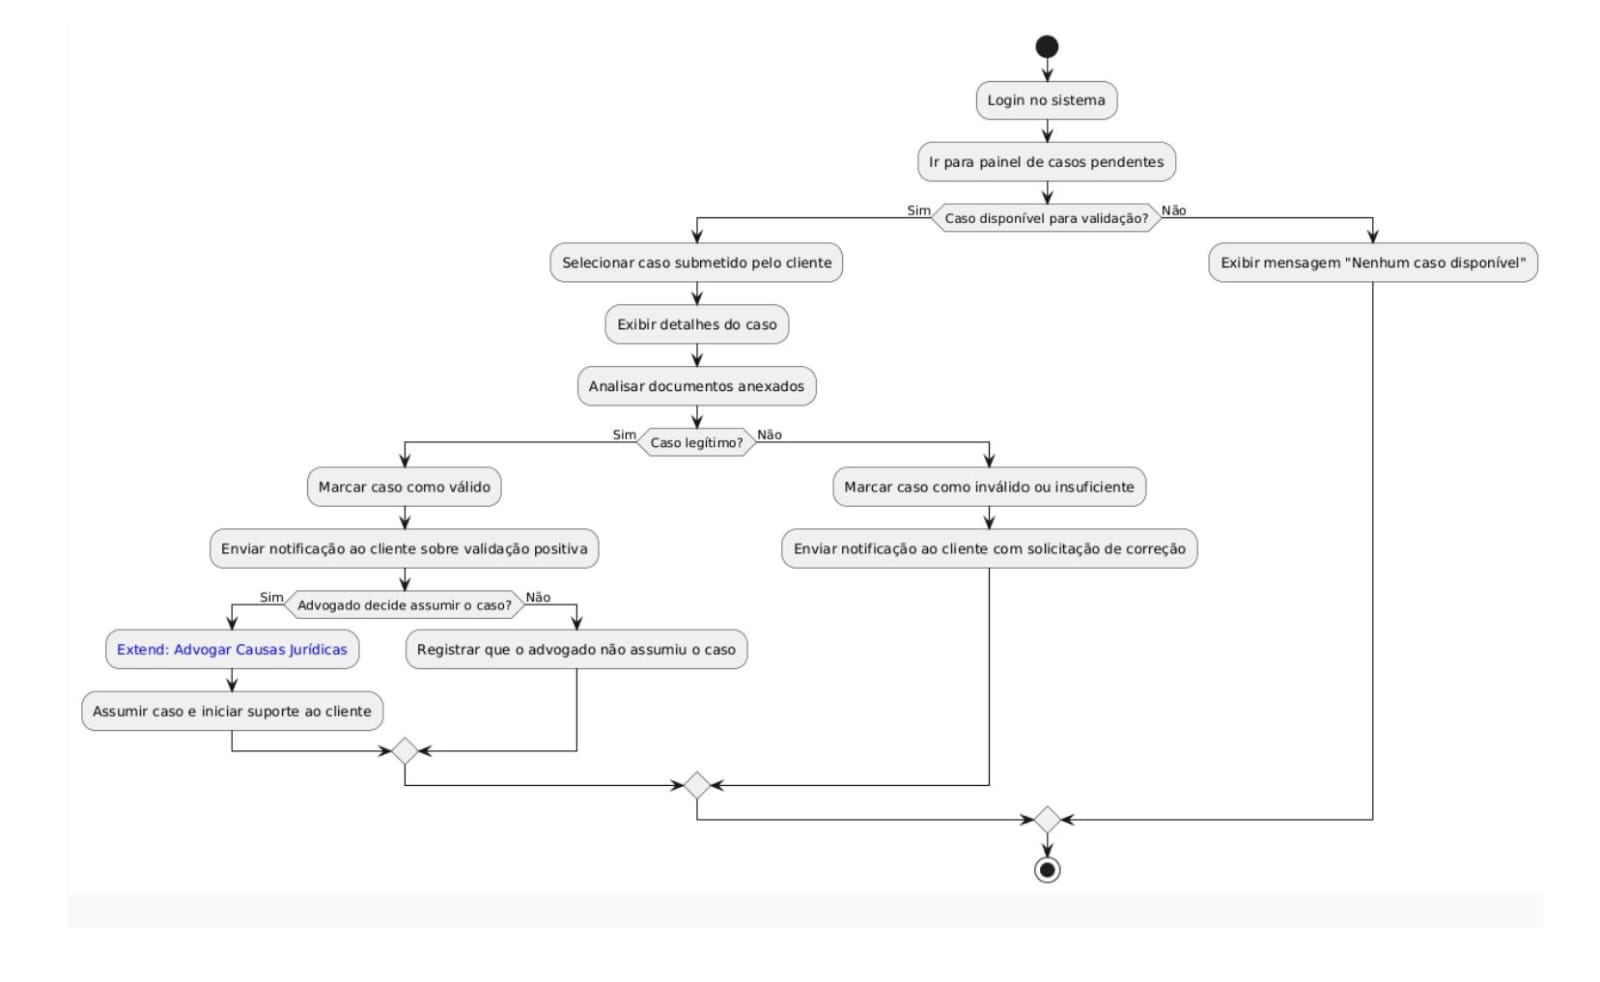 Login no sistema
Ir para painel de casos pendentes
Sim
Caso disponível para validação?
Não
Selecionar caso submetido pelo cliente
Exibir mensagem "Nenhum caso disponível"
Exibir detalhes do caso
Analisar documentos anexados
Sim
Caso legítimo?
Não
Marcar caso como válido
Marcar caso como inválido ou insuficiente
Enviar notificação ao cliente sobre validação positiva
Enviar notificação ao cliente com solicitação de correção
Sim
Advogado decide assumir o caso?
Não
Extend: Advogar Causas Jurídicas
Registrar que o advogado não assumiu o caso
Assumir caso e iniciar suporte ao cliente